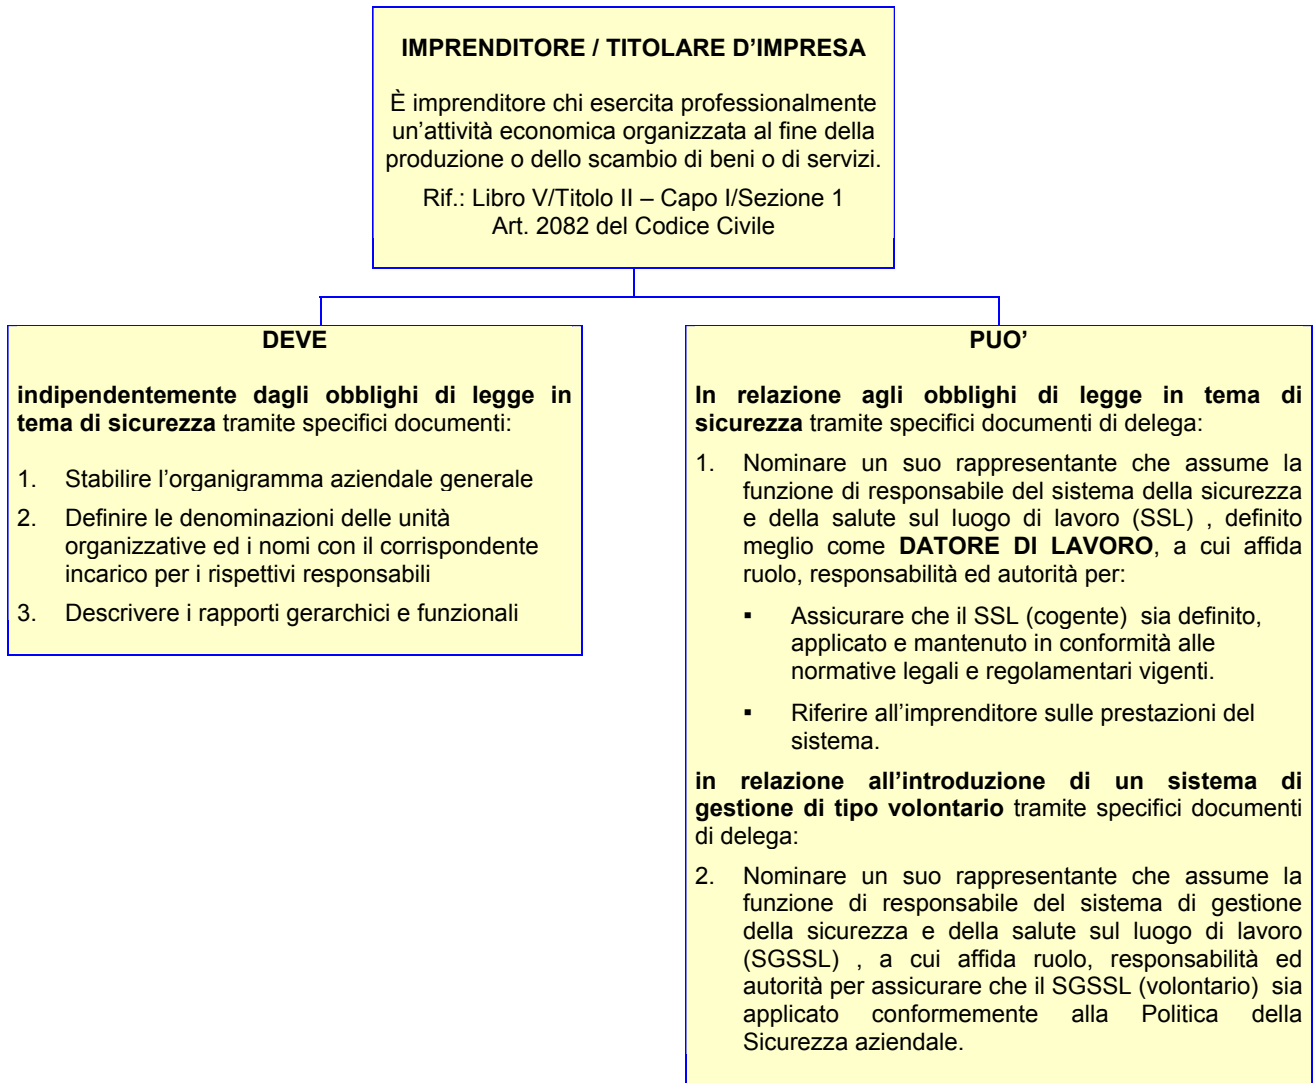 IMPRENDITORE / TITOLARE D’IMPRESA
È imprenditore chi esercita professionalmente
un’attività economica organizzata al fine della
produzione o dello scambio di beni o di servizi.
Rif.: Libro V/Titolo II – Capo I/Sezione 1
Art. 2082 del Codice Civile
DEVE
indipendentemente dagli obblighi di legge in
tema di sicurezza tramite specifici documenti:
1. Stabilire l’organigramma aziendale generale
2. Definire le denominazioni delle unità
organizzative ed i nomi con il corrispondente
incarico per i rispettivi responsabili
3. Descrivere i rapporti gerarchici e funzionali
PUO’
In relazione agli obblighi di legge in tema di
sicurezza tramite specifici documenti di delega:
1. Nominare un suo rappresentante che assume la
funzione di responsabile del sistema della sicurezza
e della salute sul luogo di lavoro (SSL) , definito
meglio come DATORE DI LAVORO, a cui affida
ruolo, responsabilità ed autorità per:
▪ Assicurare che il SSL (cogente) sia definito,
applicato e mantenuto in conformità alle
normative legali e regolamentari vigenti.
▪ Riferire all’imprenditore sulle prestazioni del
sistema.
in relazione all’introduzione di un sistema di
gestione di tipo volontario tramite specifici documenti
di delega:
2. Nominare un suo rappresentante che assume la
funzione di responsabile del sistema di gestione
della sicurezza e della salute sul luogo di lavoro
(SGSSL) , a cui affida ruolo, responsabilità ed
autorità per assicurare che il SGSSL (volontario) sia
applicato conformemente alla Politica della
Sicurezza aziendale.